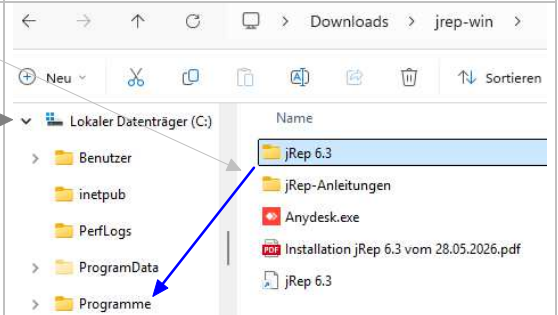 Downloads > jrep-win >
Neu
Sortieren
Lokaler Datenträger (C:)
Benutzer
inetpub
PerfLogs
ProgramData
Programme
Name
jRep 6.3
jRep-Anleitungen
Anydesk.exe
PDF Installation jRep 6.3 vom 28.05.2026.pdf
jRep 6.3